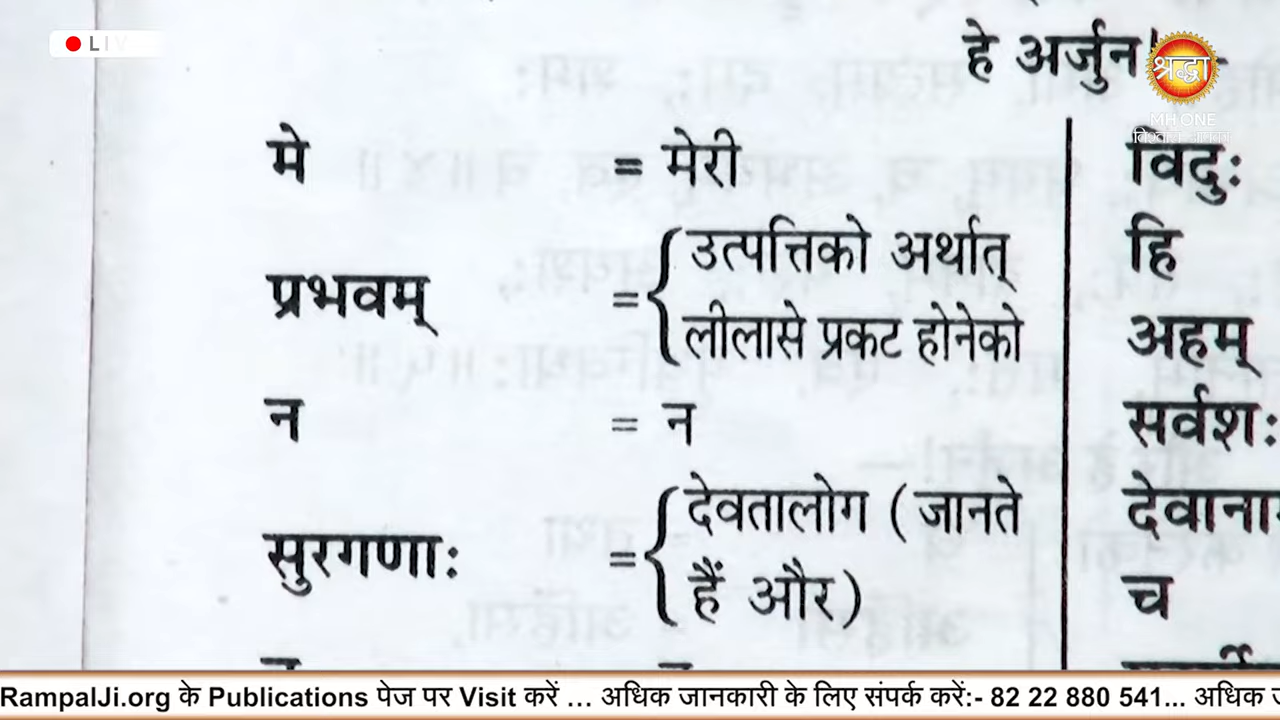 LIV
हे अर्जुन!
श्रद्धा
MH ONE
मे = मेरी
प्रभवम् = { उत्पत्तिको अर्थात्
लीलासे प्रकट होनेको
न = न
सुरगणाः = { देवतालोग (जानते
हैं और)
विदुः
हि
अहम्
सर्वशः
देवाना
च
RampalJi.org के Publications पेज पर Visit करें ... अधिक जानकारी के लिए संपर्क करें:- 82 22 880 541... अधिक